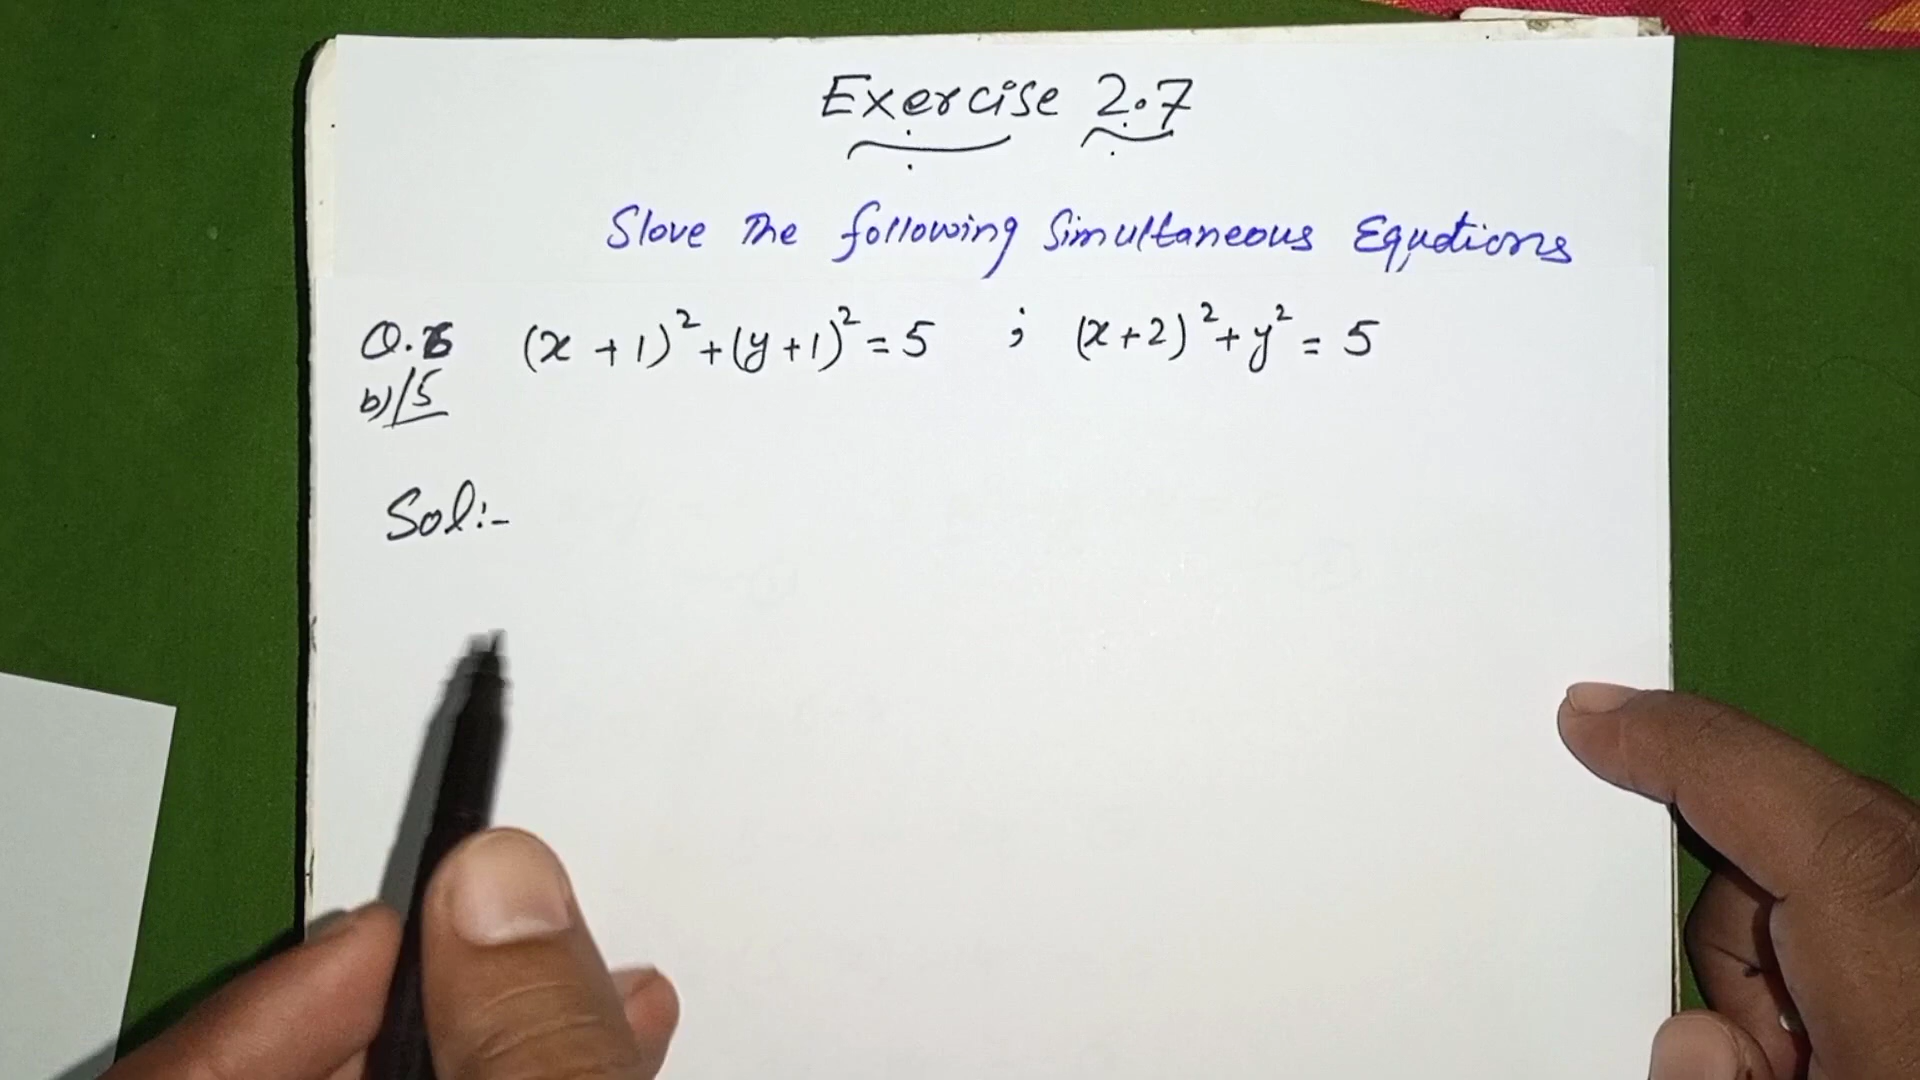 Exercise 2.7
Slove The following Simultaneous Equations
Q.5 (x+1)²+(y+1)²=5 ; (x+2)²+y²=5
b)/5
Sol:-